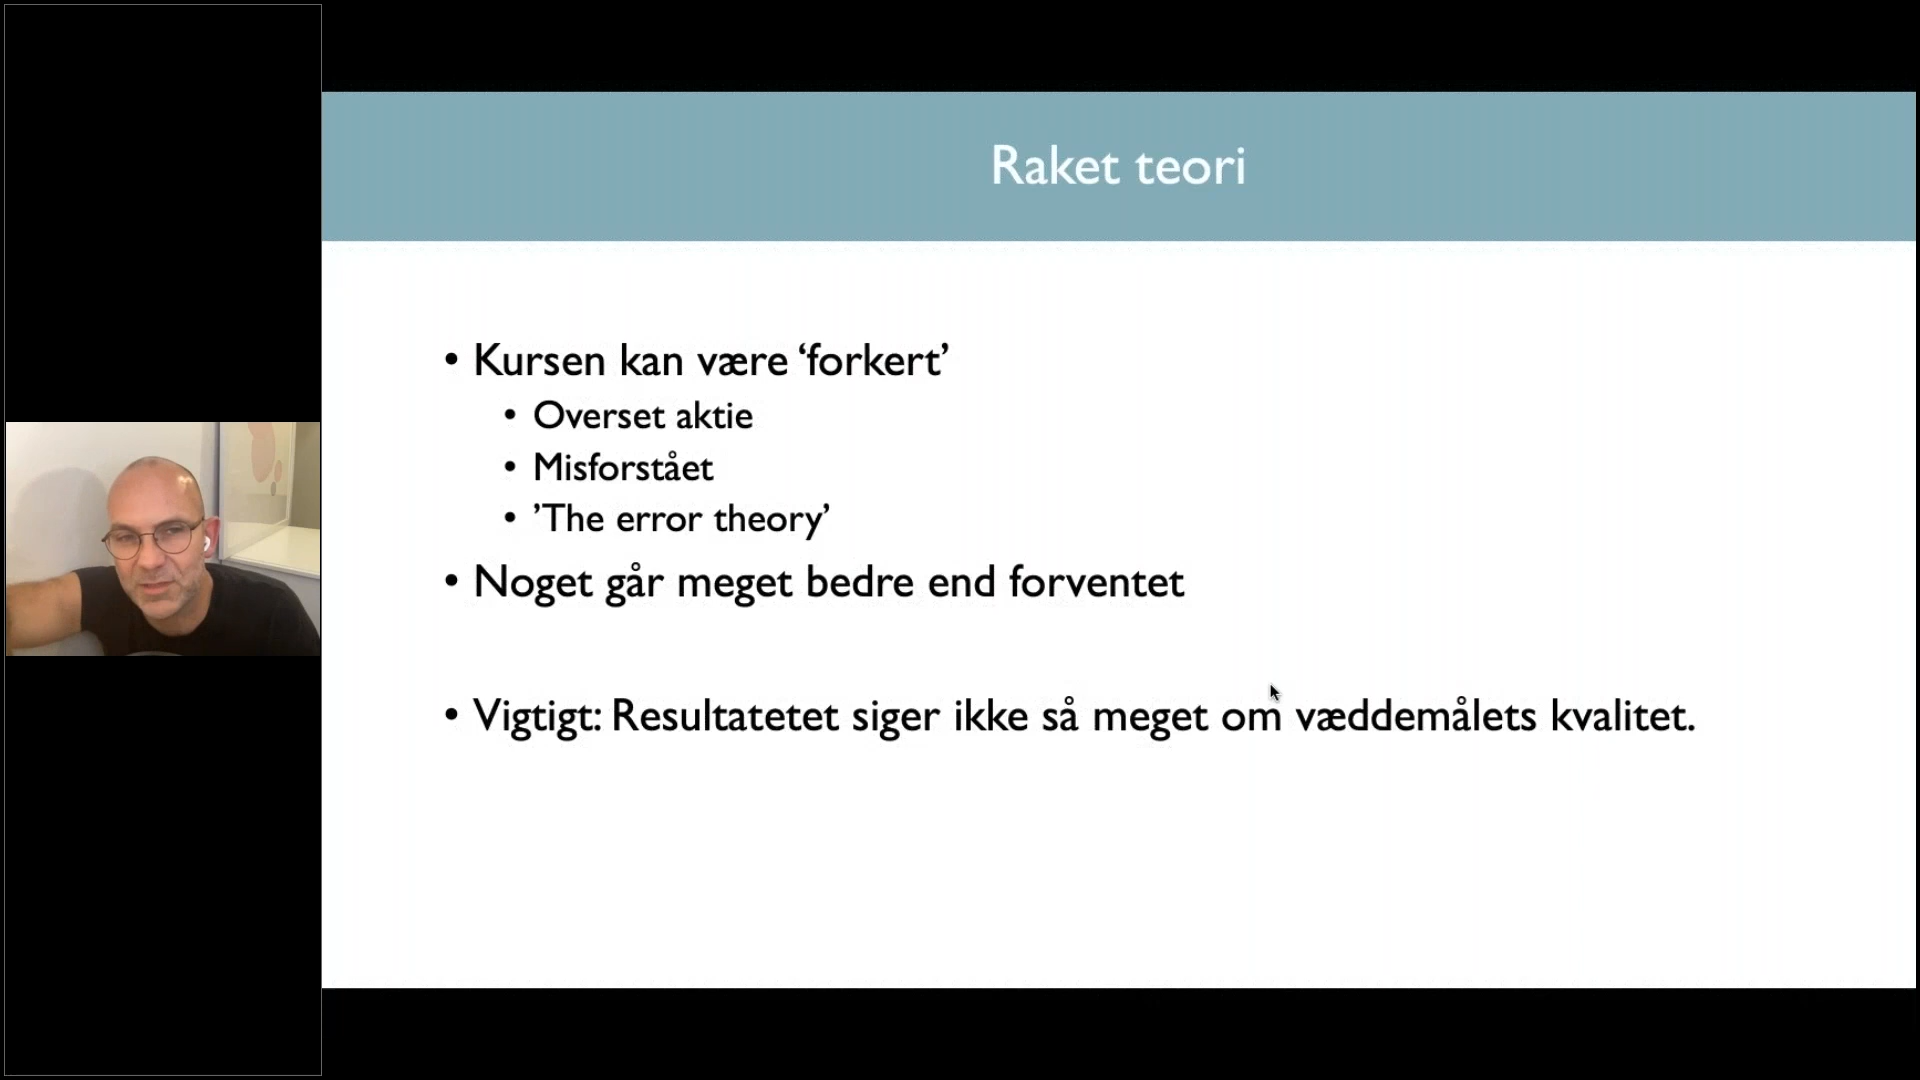 Raket teori
• Kursen kan være ‘forkert’
• Overset aktie
• Misforstået
• ’The error theory’
• Noget går meget bedre end forventet
• Vigtigt: Resultatetet siger ikke så meget om væddemålets kvalitet.